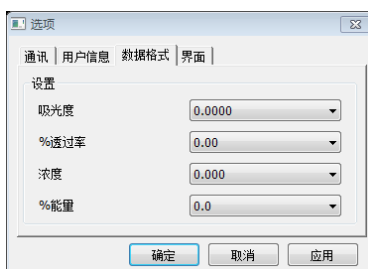 选项
通讯 用户信息 数据格式 界面
设置
吸光度 0.0000
%透过率 0.00
浓度 0.000
%能量 0.0
确定 取消 应用